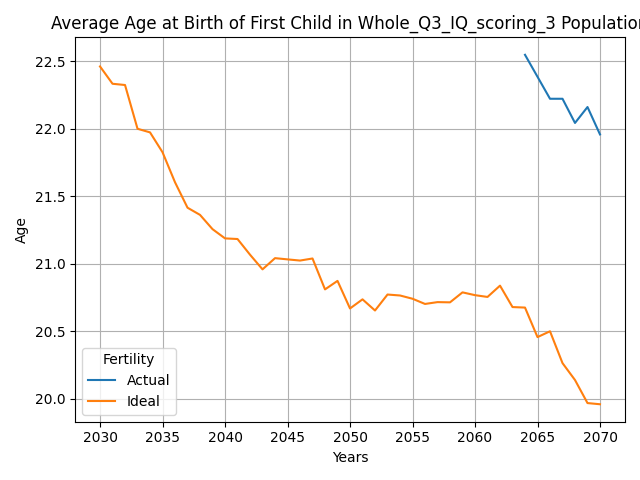 Average Age at Birth of First Child in Whole_Q3_IQ_scoring_3 Population
22.5
22.0
21.5
21.0
20.5
20.0
Age
Fertility
Actual
Ideal
2030 2035 2040 2045 2050 2055 2060 2065 2070
Years